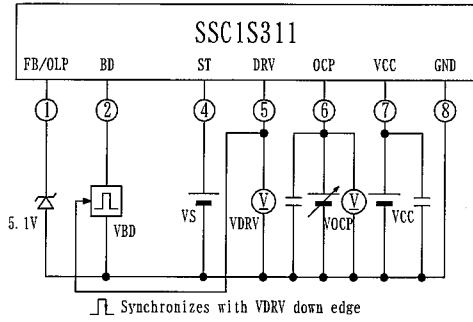 SSC1S311
FB/OLP BD ST DRV OCP VCC GND
1 2 4 5 6 7 8
5.1V
VBD
VS
VDRV
V
VOCP
V
VCC
Synchronizes with VDRV down edge